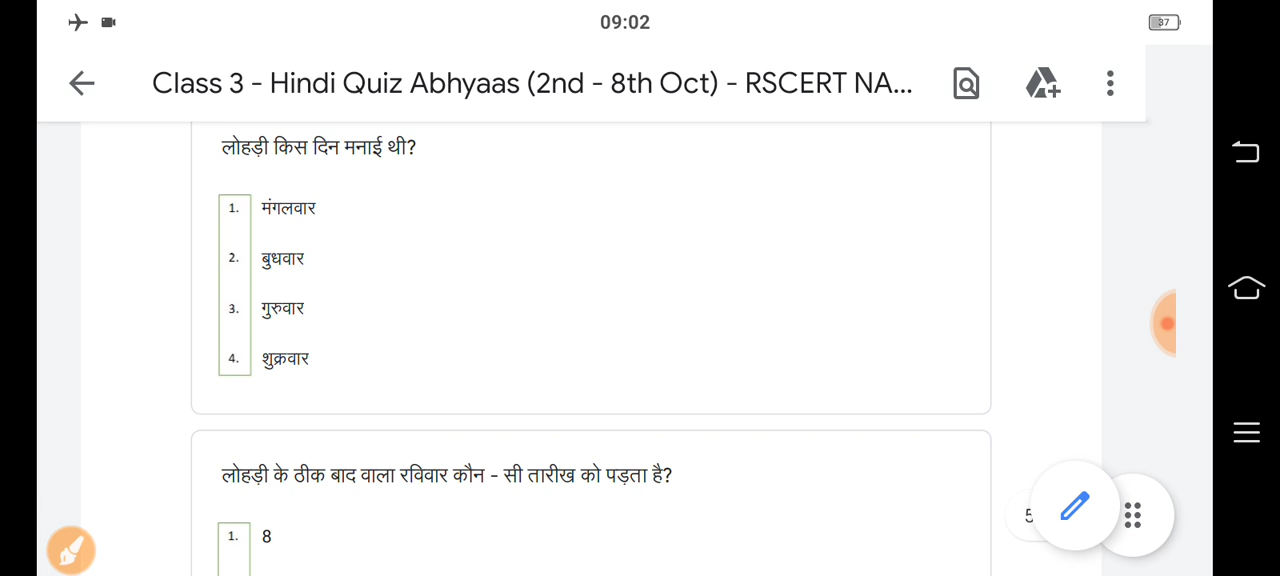 09:02
37
Class 3 - Hindi Quiz Abhyaas (2nd - 8th Oct) - RSCERT NA...
लोहड़ी किस दिन मनाई थी?
1. मंगलवार
2. बुधवार
3. गुरुवार
4. शुक्रवार
लोहड़ी के ठीक बाद वाला रविवार कौन - सी तारीख को पड़ता है?
1. 8
5